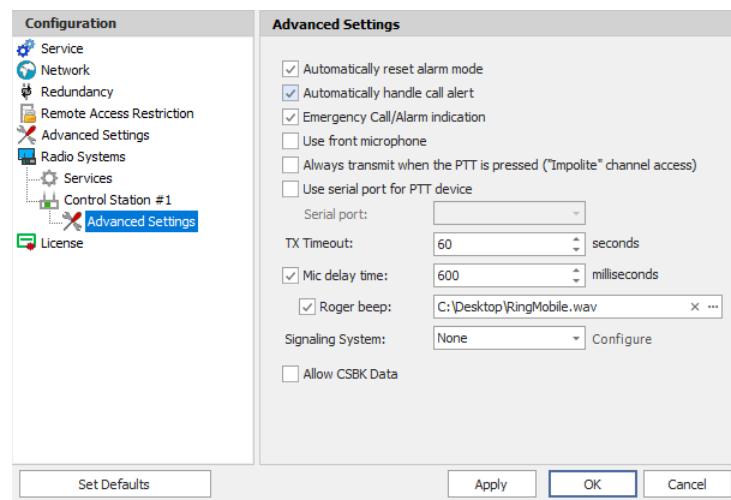 Configuration
Service
Network
Redundancy
Remote Access Restriction
Advanced Settings
Radio Systems
Services
Control Station #1
Advanced Settings
License
Advanced Settings
Automatically reset alarm mode
Automatically handle call alert
Emergency Call/Alarm indication
Use front microphone
Always transmit when the PTT is pressed ("Impolite" channel access)
Use serial port for PTT device
Serial port:
TX Timeout: 60 seconds
Mic delay time: 600 milliseconds
Roger beep: C:\Desktop\RingMobile.wav
Signaling System: None Configure
Allow CSBK Data
Set Defaults Apply OK Cancel